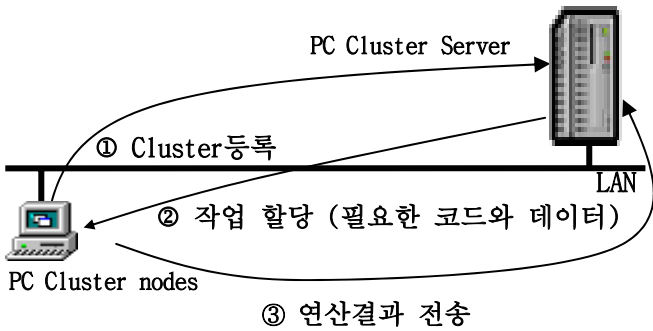 PC Cluster Server
① Cluster등록
LAN
② 작업 할당 (필요한 코드와 데이터)
PC Cluster nodes
③ 연산결과 전송